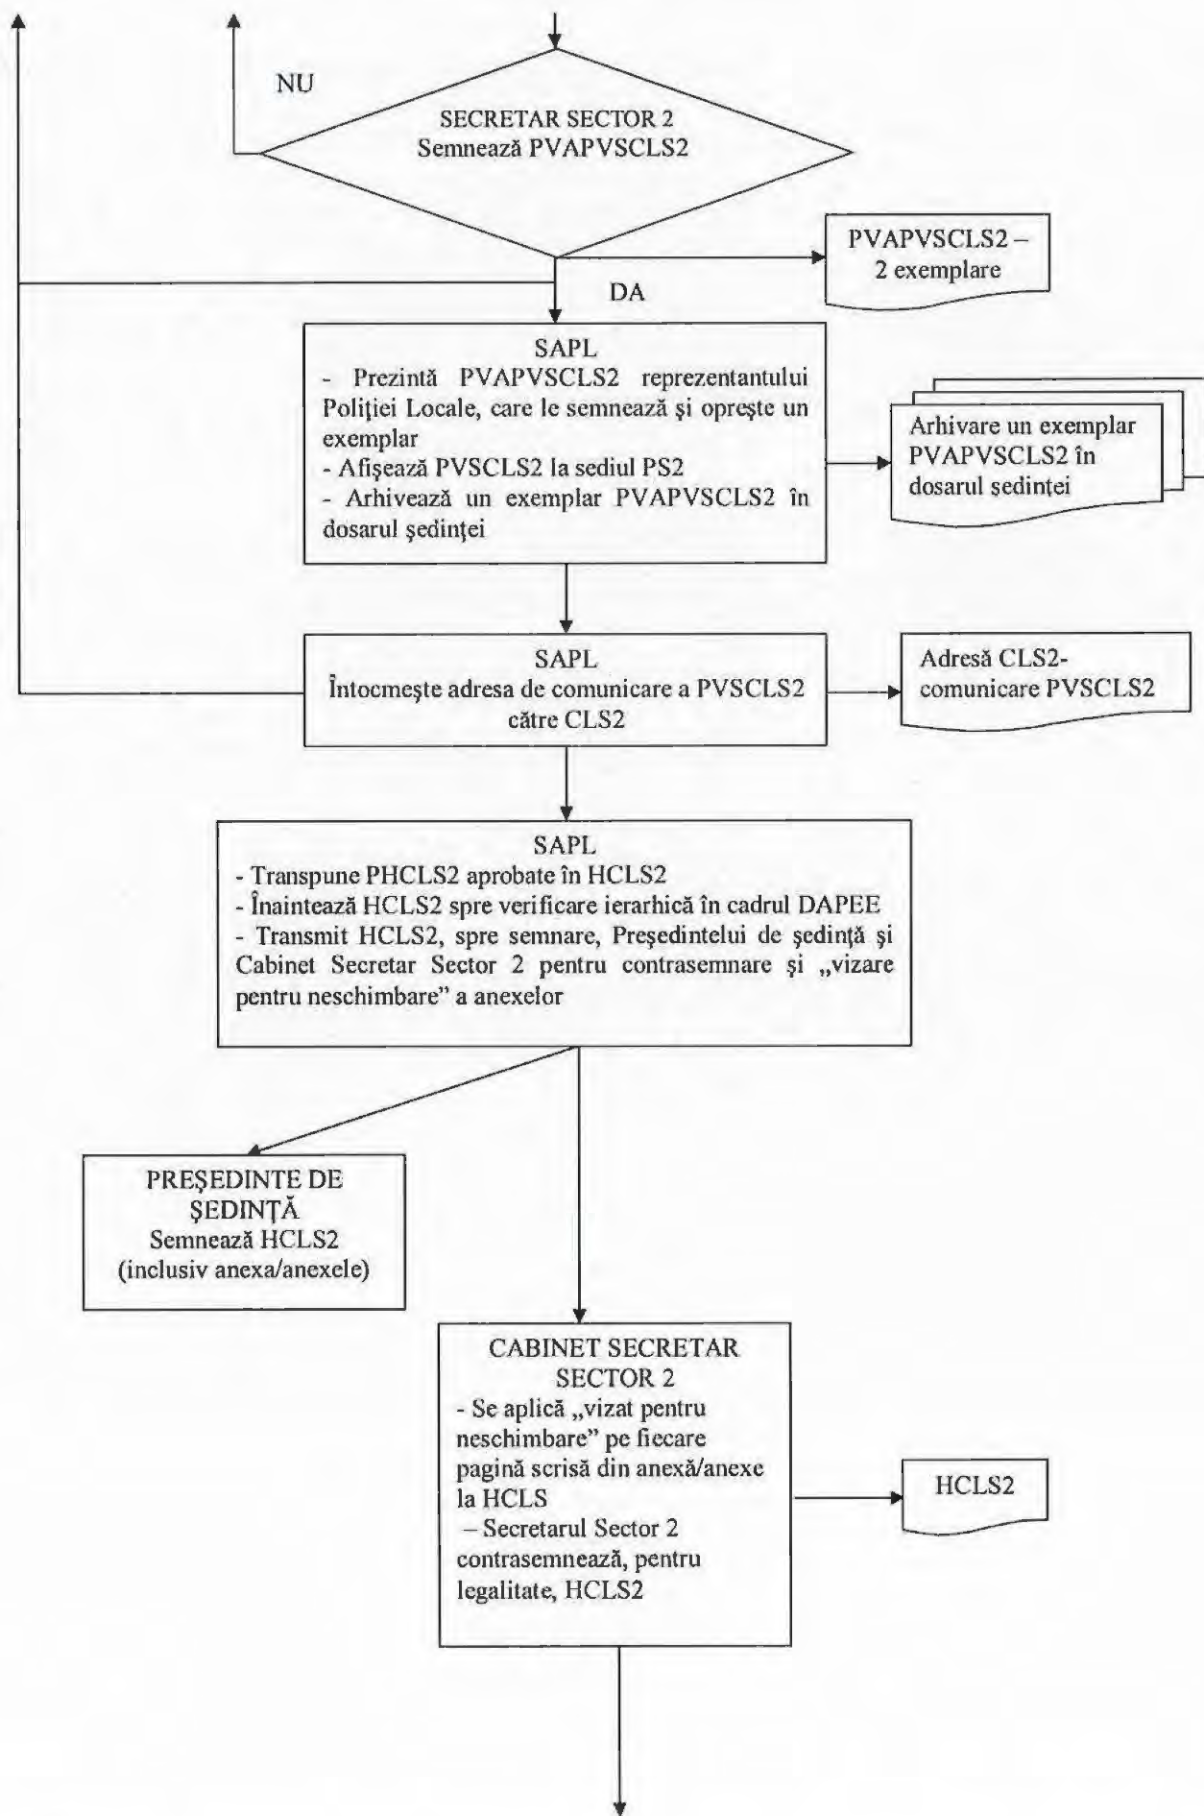 NU
SECRETAR SECTOR 2
Semnează PVAPVSCLS2
PVAPVSCLS2 –
2 exemplare
DA
SAPL
- Prezintă PVAPVSCLS2 reprezentantului
Poliţiei Locale, care le semnează şi opreşte un
exemplar
- Afişează PVSCLS2 la sediul PS2
- Arhivează un exemplar PVAPVSCLS2 în
dosarul şedinţei
Arhivare un exemplar
PVAPVSCLS2 în
dosarul şedinţei
SAPL
Întocmeşte adresa de comunicare a PVSCLS2
către CLS2
Adresă CLS2-
comunicare PVSCLS2
SAPL
- Transpune PHCLS2 aprobate în HCLS2
- Înaintează HCLS2 spre verificare ierarhică în cadrul DAPEE
- Transmit HCLS2, spre semnare, Preşedintelui de şedinţă şi
Cabinet Secretar Sector 2 pentru contrasemnare şi „vizare
pentru neschimbare” a anexelor
PREŞEDINTE DE
ŞEDINŢĂ
Semnează HCLS2
(inclusiv anexa/anexele)
CABINET SECRETAR
SECTOR 2
- Se aplică „vizat pentru
neschimbare” pe fiecare
pagină scrisă din anexă/anexe
la HCLS
– Secretarul Sector 2
contrasemnează, pentru
legalitate, HCLS2
HCLS2